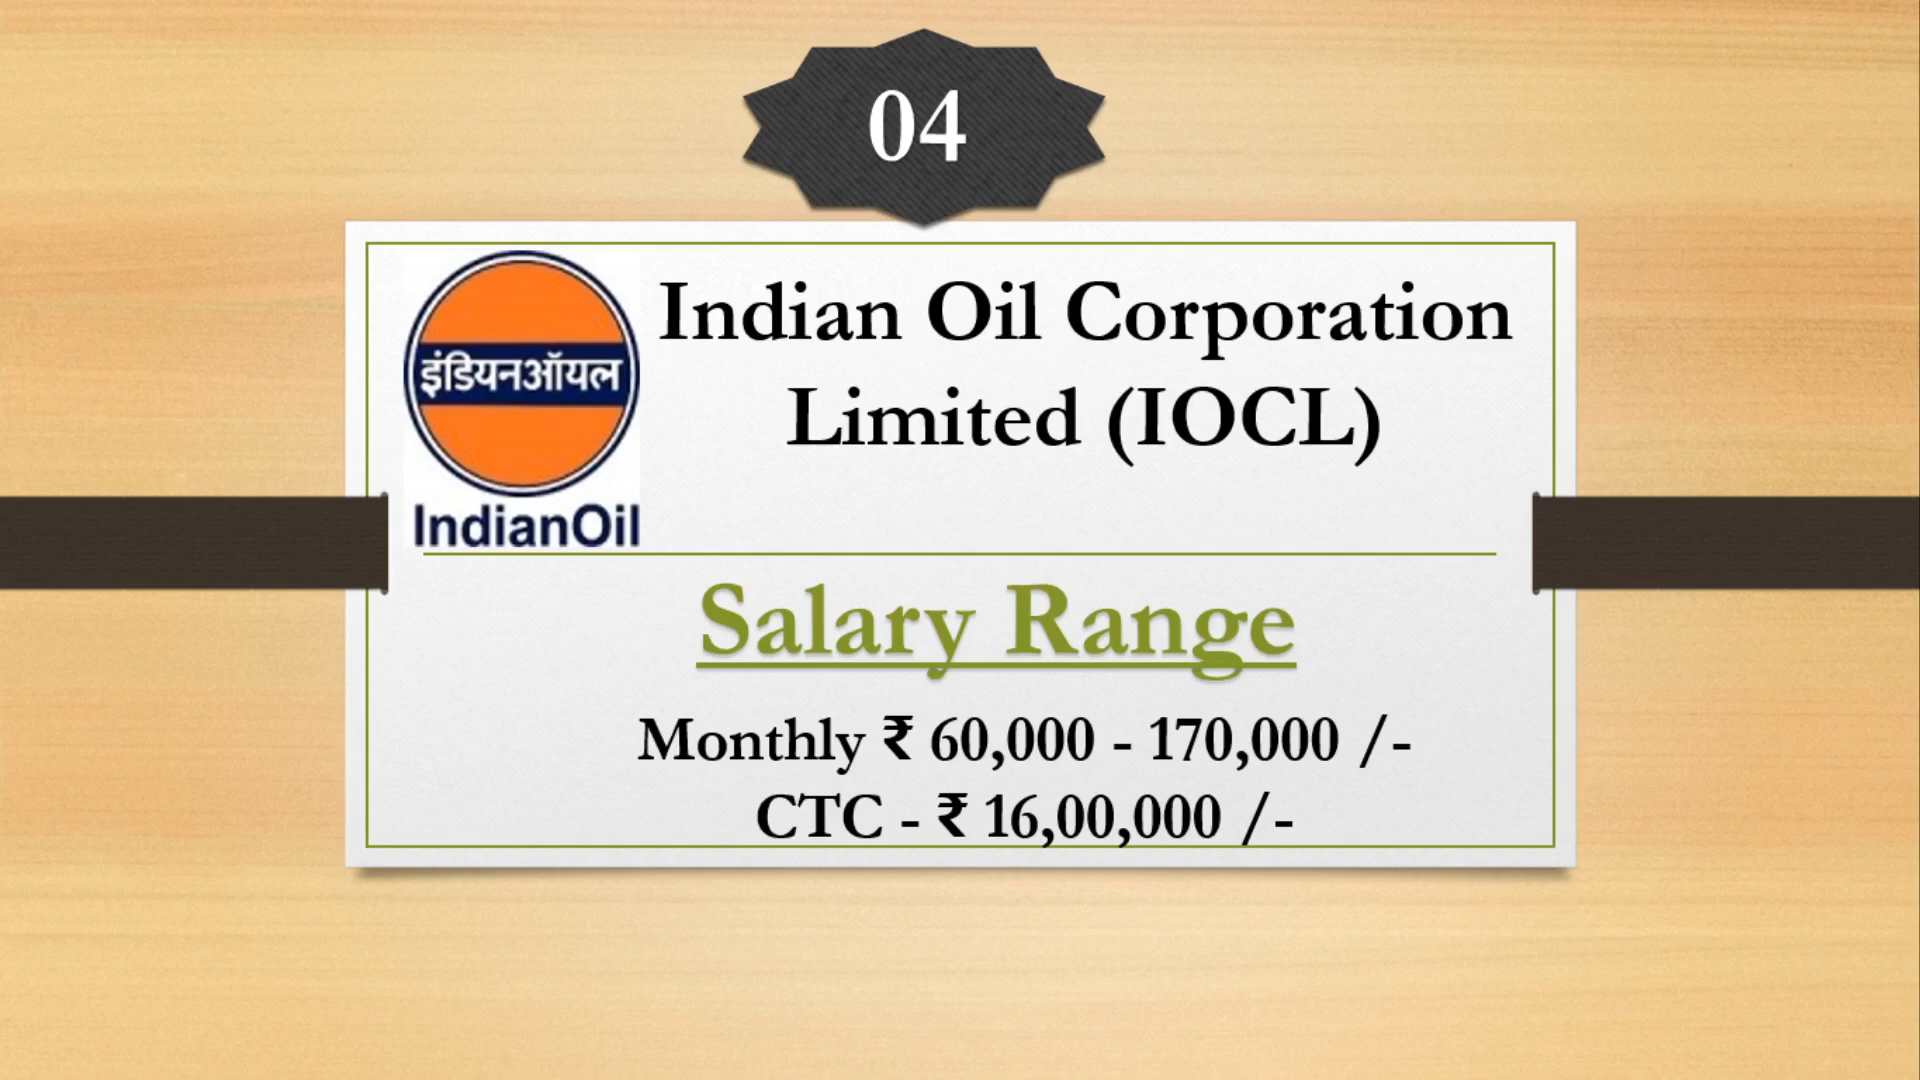 04
इंडियनऑयल
IndianOil
Indian Oil Corporation
Limited (IOCL)
Salary Range
Monthly ₹ 60,000 - 170,000 /-
CTC - ₹ 16,00,000 /-